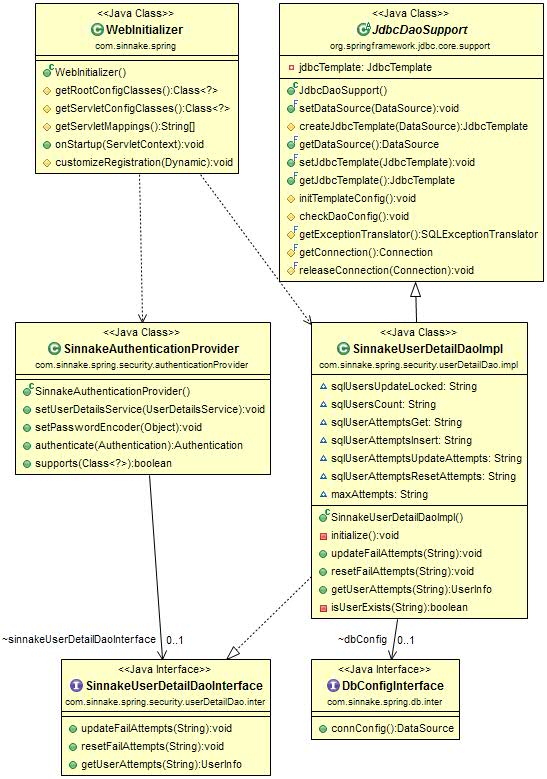 <<Java Class>>
WebInitializer
com.sinnake.spring
WebInitializer()
getRootConfigClasses():Class<?>
getServletConfigClasses():Class<?>
getServletMappings():String[]
onStartup(ServletContext):void
customizeRegistration(Dynamic):void
<<Java Class>>
JdbcDaoSupport
org.springframework.jdbc.core.support
jdbcTemplate: JdbcTemplate
JdbcDaoSupport()
setDataSource(DataSource):void
createJdbcTemplate(DataSource):JdbcTemplate
getDataSource():DataSource
setJdbcTemplate(JdbcTemplate):void
getJdbcTemplate():JdbcTemplate
initTemplateConfig():void
checkDaoConfig():void
getExceptionTranslator():SQLExceptionTranslator
getConnection():Connection
releaseConnection(Connection):void
<<Java Class>>
SinnakeAuthenticationProvider
com.sinnake.spring.security.authenticationProvider
SinnakeAuthenticationProvider()
setUserDetailsService(UserDetailsService):void
setPasswordEncoder(Object):void
authenticate(Authentication):Authentication
supports(Class<?>):boolean
<<Java Class>>
SinnakeUserDetailDaoImpl
com.sinnake.spring.security.userDetailDao.impl
sqlUsersUpdateLocked: String
sqlUsersCount: String
sqlUserAttemptsGet: String
sqlUserAttemptsInsert: String
sqlUserAttemptsUpdateAttempts: String
sqlUserAttemptsResetAttempts: String
maxAttempts: String
SinnakeUserDetailDaoImpl()
initialize():void
updateFailAttempts(String):void
resetFailAttempts(String):void
getUserAttempts(String):UserInfo
isUserExists(String):boolean
~sinnakeUserDetailDaoInterface 0..1
~dbConfig 0..1
<<Java Interface>>
SinnakeUserDetailDaoInterface
com.sinnake.spring.security.userDetailDao.inter
updateFailAttempts(String):void
resetFailAttempts(String):void
getUserAttempts(String):UserInfo
<<Java Interface>>
DbConfigInterface
com.sinnake.spring.db.inter
connConfig():DataSource